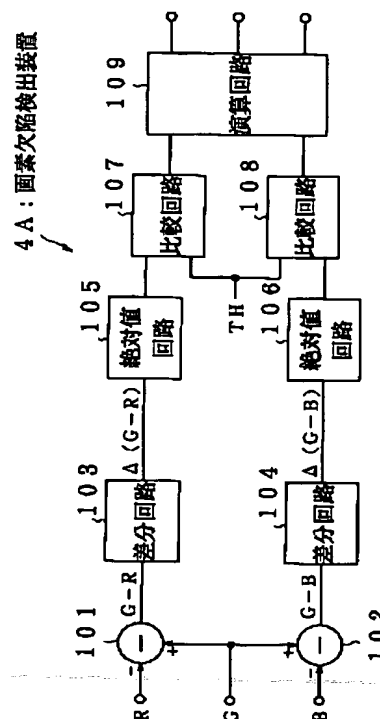 4A:画素欠陥検出装置
101
103
105
107
109
R
G-R
差分回路
Δ(G-R)
絶対値
回路
比較回路
演算回路
G
TH
B
G-B
差分回路
Δ(G-B)
絶対値
回路
比較回路
102
104
106
108